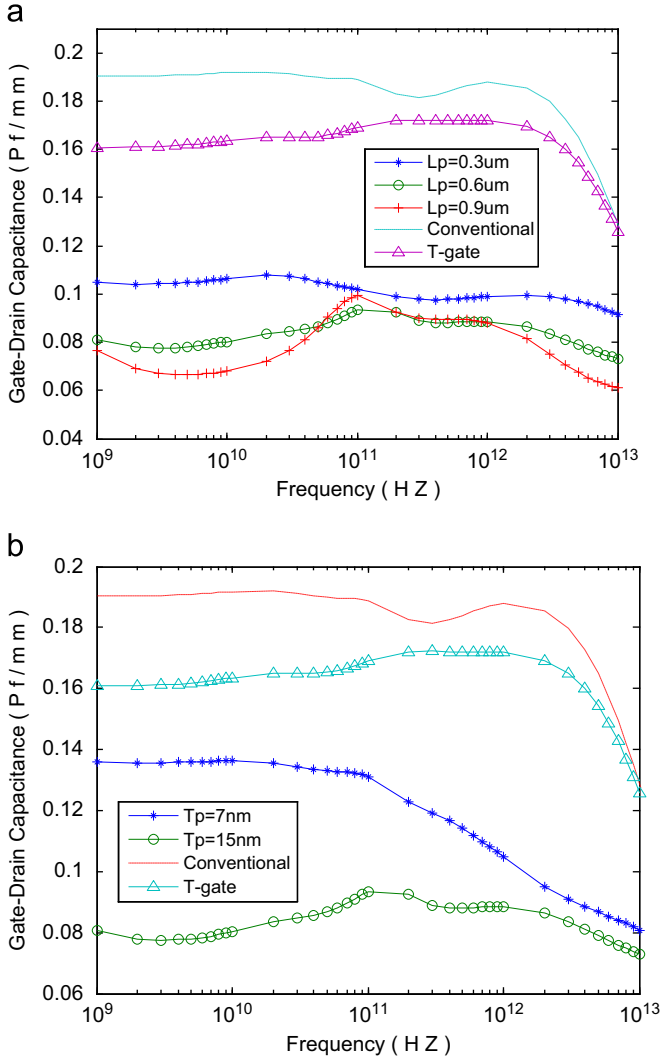 a
0.2
0.18
0.16
0.14
0.12
0.1
0.08
0.06
0.04
Gate-Drain Capacitance ( P f / m m )
Lp=0.3um
Lp=0.6um
Lp=0.9um
Conventional
T-gate
10^9 10^10 10^11 10^12 10^13
Frequency ( H Z )
b
0.2
0.18
0.16
0.14
0.12
0.1
0.08
0.06
Gate-Drain Capacitance ( P f / m m )
Tp=7nm
Tp=15nm
Conventional
T-gate
10^9 10^10 10^11 10^12 10^13
Frequency ( H Z )